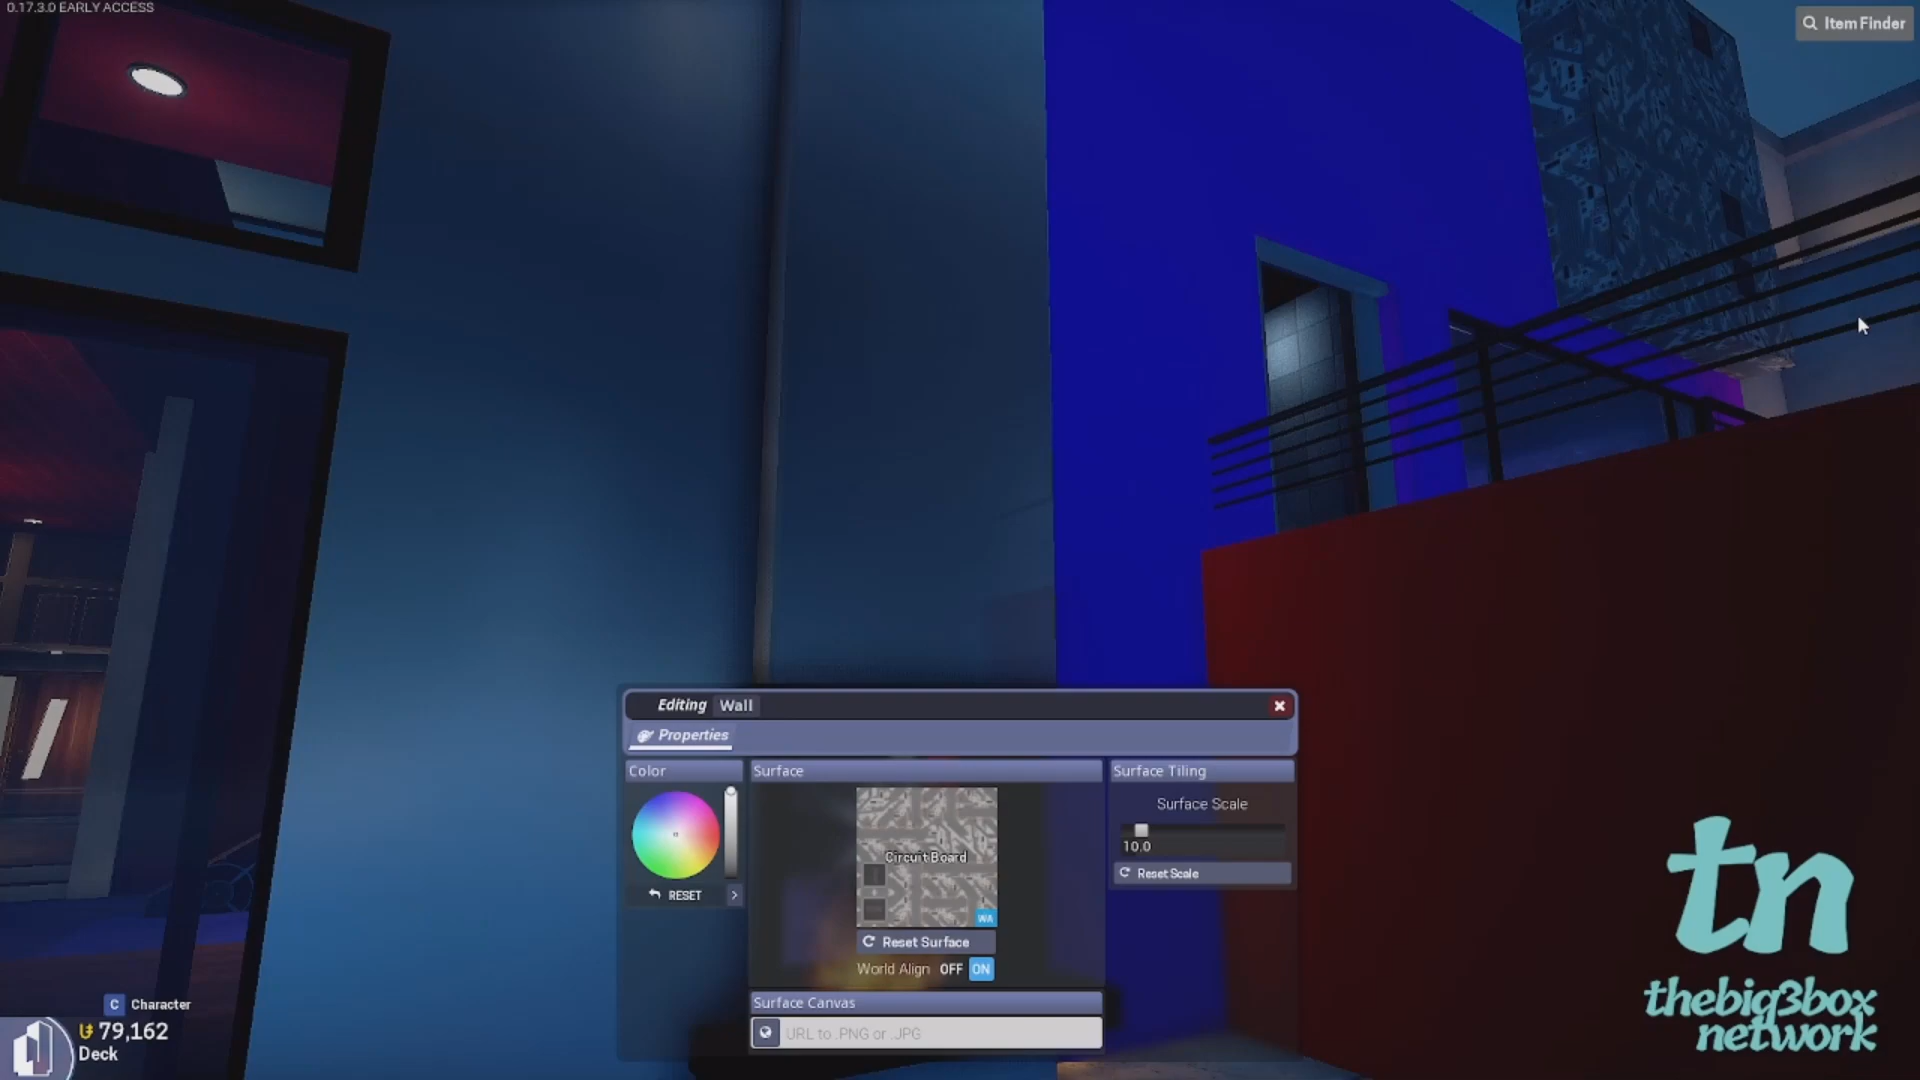 0.17.3.0 EARLY ACCESS
Item Finder
Editing Wall
Properties
Color
Surface
Surface Tiling
Surface Scale
Circuit Board
10.0
Reset Scale
RESET
WA
Reset Surface
World Align OFF ON
Surface Canvas
URL to .PNG or .JPG
C Character
79,162
Deck
tn
thebig3box
network